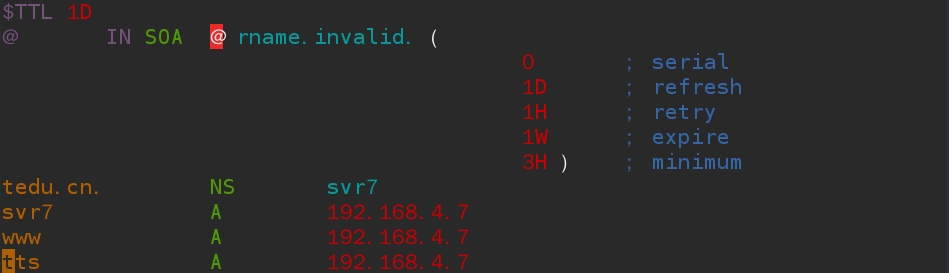 $TTL 1D
@ IN SOA @ rname.invalid. (
0 ; serial
1D ; refresh
1H ; retry
1W ; expire
3H ) ; minimum
tedu.cn. NS svr7
svr7 A 192.168.4.7
www A 192.168.4.7
tts A 192.168.4.7